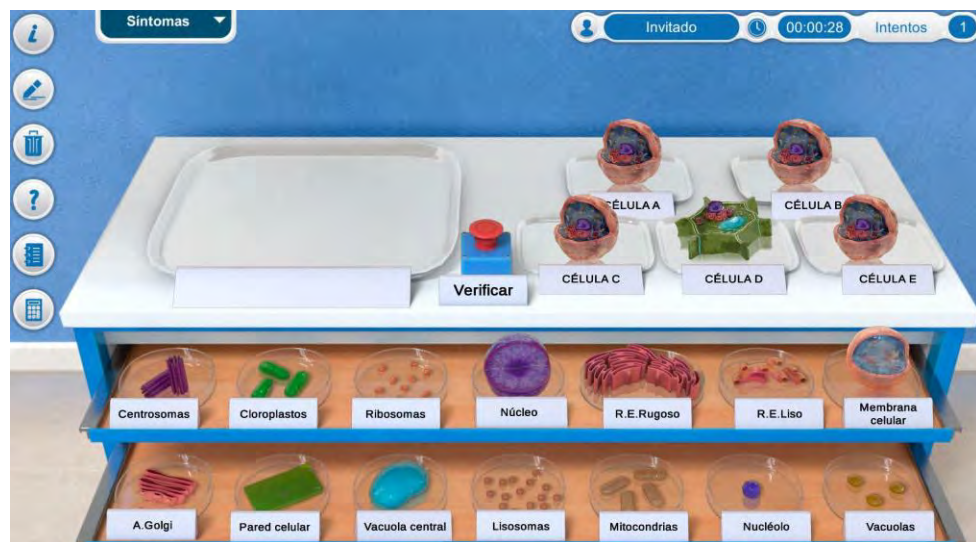 Síntomas
Invitado
00:00:28
Intentos
1
CÉLULA A
CÉLULA B
CÉLULA C
CÉLULA D
CÉLULA E
Verificar
Centrosomas
Cloroplastos
Ribosomas
Núcleo
R.E.Rugoso
R.E.Liso
Membrana
celular
A.Golgi
Pared celular
Vacuola central
Lisosomas
Mitocondrias
Nucléolo
Vacuolas